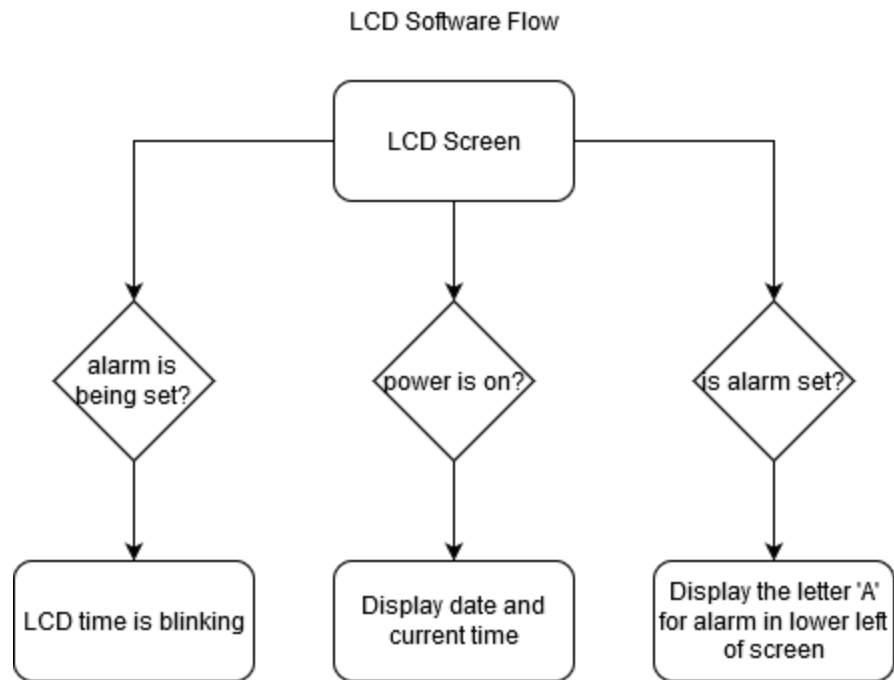 LCD Software Flow
LCD Screen
alarm is
being set?
power is on?
is alarm set?
LCD time is blinking
Display date and
current time
Display the letter 'A'
for alarm in lower left
of screen